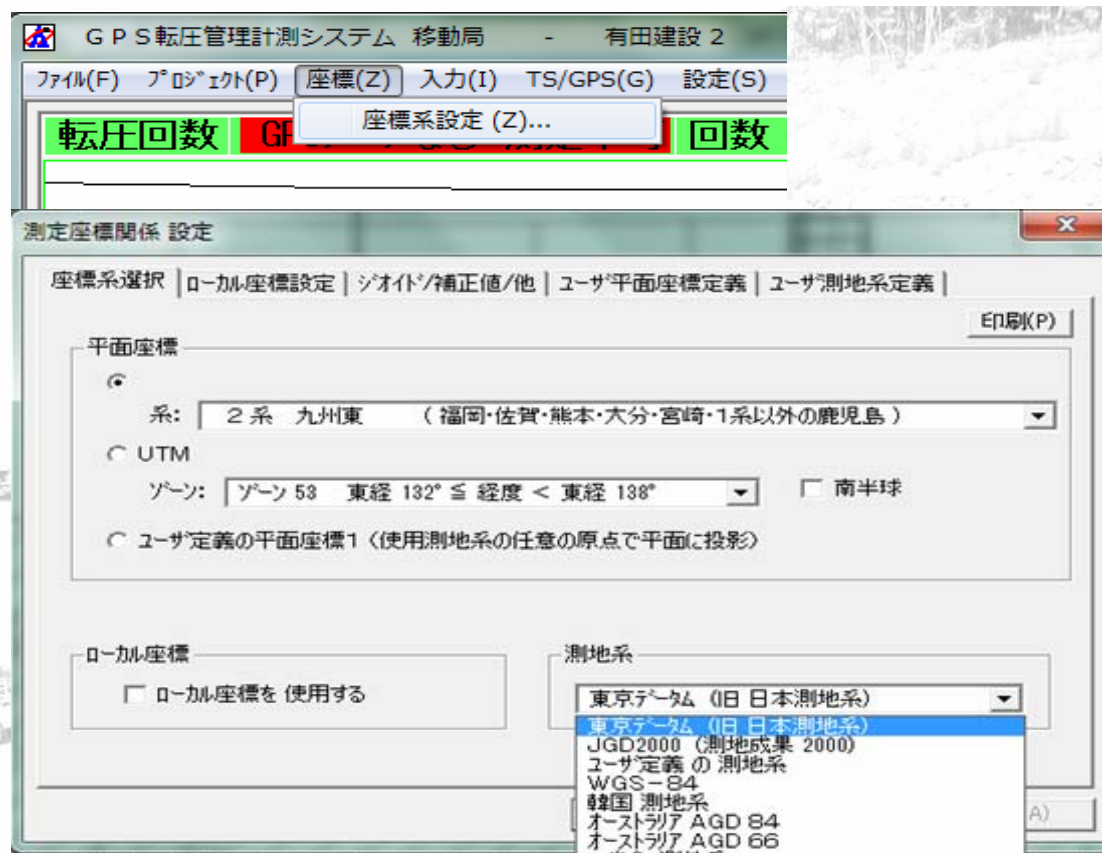 GPS転圧管理計測システム 移動局 - 有田建設2
ﾌｧｲﾙ(F) ﾌﾟﾛｼﾞｪｸﾄ(P) 座標(Z) 入力(I) TS/GPS(G) 設定(S)
座標系設定 (Z)...
転圧回数 回数
測定座標関係 設定
座標系選択 ﾛｰｶﾙ座標設定 ｼﾞｵｲﾄﾞ/補正値/他 ﾕｰｻﾞ平面座標定義 ﾕｰｻﾞ測地系定義
印刷(P)
平面座標
系: 2系 九州東 (福岡・佐賀・熊本・大分・宮崎・1系以外の鹿児島)
UTM
ｿﾞｰﾝ: ｿﾞｰﾝ 53 東経 132°≦ 経度 < 東経 138° 南半球
ﾕｰｻﾞ定義の平面座標1 (使用測地系の任意の原点で平面に投影)
ﾛｰｶﾙ座標 測地系
ﾛｰｶﾙ座標を 使用する
東京ﾃﾞｰﾀﾑ (旧 日本測地系)
東京ﾃﾞｰﾀﾑ (旧 日本測地系)
JGD2000 (測地成果 2000)
ﾕｰｻﾞ定義 の 測地系
WGS-84
韓国 測地系
ｵｰｽﾄﾗﾘｱ AGD 84
ｵｰｽﾄﾗﾘｱ AGD 66
A)